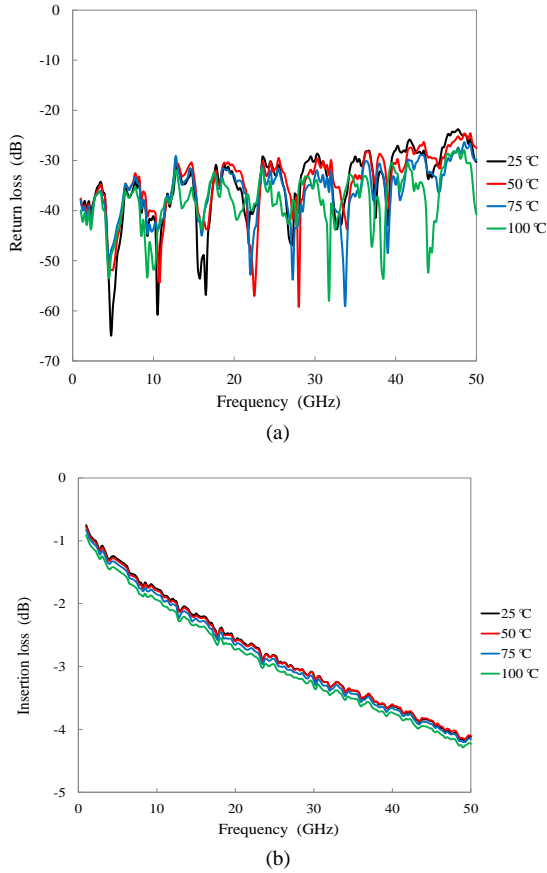 0
-10
-20
-30
-40
-50
-60
-70
Return loss (dB)
0 10 20 30 40 50
Frequency (GHz)
25 ℃
50 ℃
75 ℃
100 ℃
(a)
0
-1
-2
-3
-4
-5
Insertion loss (dB)
0 10 20 30 40 50
Frequency (GHz)
25 ℃
50 ℃
75 ℃
100 ℃
(b)